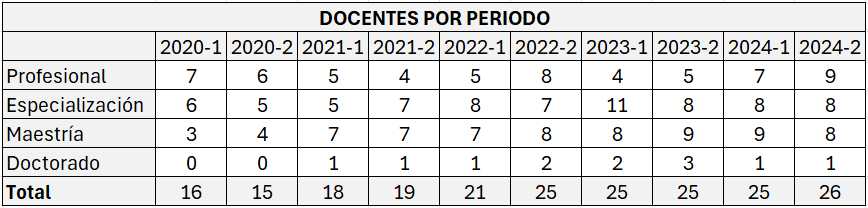 DOCENTES POR PERIODO
2020-1 2020-2 2021-1 2021-2 2022-1 2022-2 2023-1 2023-2 2024-1 2024-2
Profesional 7 6 5 4 5 8 4 5 7 9
Especialización 6 5 5 7 8 7 11 8 8 8
Maestría 3 4 7 7 7 8 8 9 9 8
Doctorado 0 0 1 1 1 2 2 3 1 1
Total 16 15 18 19 21 25 25 25 25 26